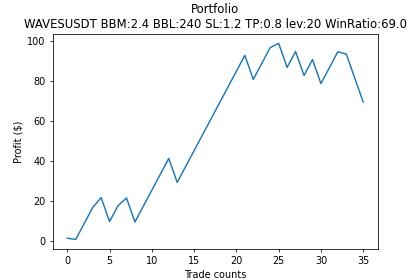 Portfolio
WAVESUSDT BBM:2.4 BBL:240 SL:1.2 TP:0.8 lev:20 WinRatio:69.0
100
80
60
40
20
0
Profit ($)
0 5 10 15 20 25 30 35
Trade counts